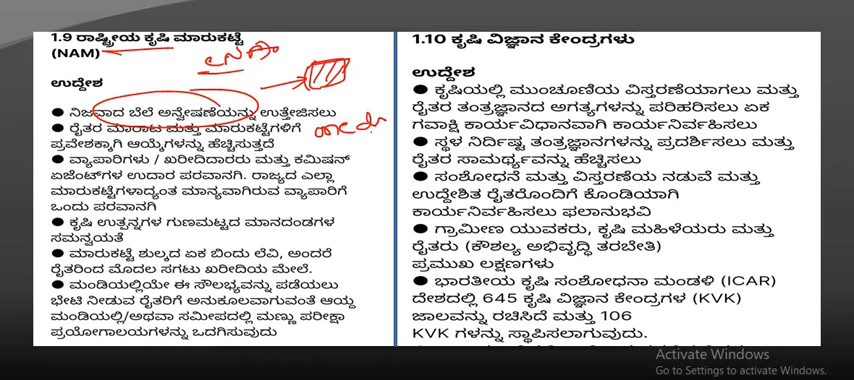 1.9 ರಾಷ್ಟ್ರೀಯ ಕೃಷಿ ಮಾರುಕಟ್ಟೆ
(NAM)
ಉದ್ದೇಶ
● ನಿಜವಾದ ಬೆಲೆ ಅನ್ವೇಷಣೆಯನ್ನು ಉತ್ತೇಜಿಸಲು
● ರೈತರ ಮಾರಾಟ ಮತ್ತು ಮಾರುಕಟ್ಟೆಗಳಿಗೆ
ಪ್ರವೇಶಕ್ಕಾಗಿ ಆಯ್ಕೆಗಳನ್ನು ಹೆಚ್ಚಿಸುತ್ತದೆ
● ವ್ಯಾಪಾರಿಗಳು / ಖರೀದಿದಾರರು ಮತ್ತು ಕಮಿಷನ್
ಏಜೆಂಟ್‌ಗಳ ಉದಾರ ಪರವಾನಗಿ. ರಾಜ್ಯದ ಎಲ್ಲಾ
ಮಾರುಕಟ್ಟೆಗಳಾದ್ಯಂತ ಮಾನ್ಯವಾಗಿರುವ ವ್ಯಾಪಾರಿಗೆ
ಒಂದು ಪರವಾನಗಿ
● ಕೃಷಿ ಉತ್ಪನ್ನಗಳ ಗುಣಮಟ್ಟದ ಮಾನದಂಡಗಳ
ಸಮನ್ವಯತೆ
● ಮಾರುಕಟ್ಟೆ ಶುಲ್ಕದ ಏಕ ಬಿಂದು ಲೆವಿ, ಅಂದರೆ
ರೈತರಿಂದ ಮೊದಲ ಸಗಟು ಖರೀದಿಯ ಮೇಲೆ.
● ಮಂಡಿಯಲ್ಲಿಯೇ ಈ ಸೌಲಭ್ಯವನ್ನು ಪಡೆಯಲು
ಭೇಟಿ ನೀಡುವ ರೈತರಿಗೆ ಅನುಕೂಲವಾಗುವಂತೆ ಆಯ್ದ
ಮಂಡಿಯಲ್ಲಿ/ಅಥವಾ ಸಮೀಪದಲ್ಲಿ ಮಣ್ಣು ಪರೀಕ್ಷಾ
ಪ್ರಯೋಗಾಲಯಗಳನ್ನು ಒದಗಿಸುವುದು
1.10 ಕೃಷಿ ವಿಜ್ಞಾನ ಕೇಂದ್ರಗಳು
ಉದ್ದೇಶ
● ಕೃಷಿಯಲ್ಲಿ ಮುಂಚೂಣಿಯ ವಿಸ್ತರಣೆಯಾಗಲು ಮತ್ತು
ರೈತರ ತಂತ್ರಜ್ಞಾನದ ಅಗತ್ಯಗಳನ್ನು ಪರಿಹರಿಸಲು ಏಕ
ಗವಾಕ್ಷಿ ಕಾರ್ಯವಿಧಾನವಾಗಿ ಕಾರ್ಯನಿರ್ವಹಿಸಲು
● ಸ್ಥಳ ನಿರ್ದಿಷ್ಟ ತಂತ್ರಜ್ಞಾನಗಳನ್ನು ಪ್ರದರ್ಶಿಸಲು ಮತ್ತು
ರೈತರ ಸಾಮರ್ಥ್ಯವನ್ನು ಹೆಚ್ಚಿಸಲು
● ಸಂಶೋಧನೆ ಮತ್ತು ವಿಸ್ತರಣೆಯ ನಡುವೆ ಮತ್ತು
ಉದ್ದೇಶಿತ ರೈತರೊಂದಿಗೆ ಕೊಂಡಿಯಾಗಿ
ಕಾರ್ಯನಿರ್ವಹಿಸಲು ಫಲಾನುಭವಿ
● ಗ್ರಾಮೀಣ ಯುವಕರು, ಕೃಷಿ ಮಹಿಳೆಯರು ಮತ್ತು
ರೈತರು (ಕೌಶಲ್ಯ ಅಭಿವೃದ್ಧಿ ತರಬೇತಿ)
ಪ್ರಮುಖ ಲಕ್ಷಣಗಳು
● ಭಾರತೀಯ ಕೃಷಿ ಸಂಶೋಧನಾ ಮಂಡಳಿ (ICAR)
ದೇಶದಲ್ಲಿ 645 ಕೃಷಿ ವಿಜ್ಞಾನ ಕೇಂದ್ರಗಳ (KVK)
ಜಾಲವನ್ನು ರಚಿಸಿದೆ ಮತ್ತು 106
KVK ಗಳನ್ನು ಸ್ಥಾಪಿಸಲಾಗುವುದು.
Activate Windows
Go to Settings to activate Windows.